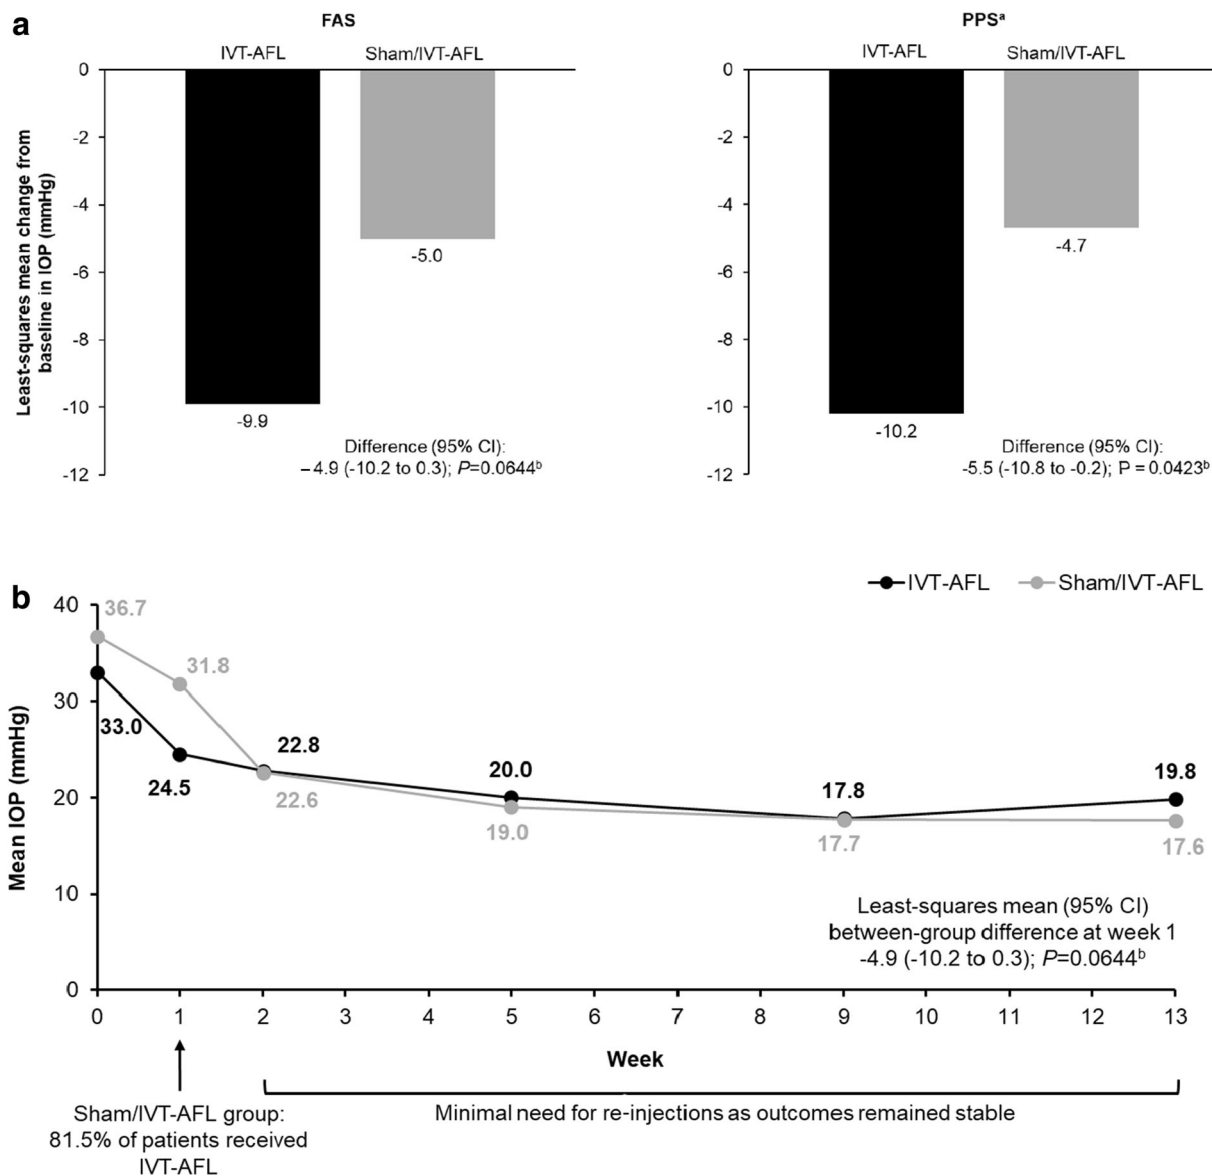 a
FAS
IVT-AFL
Sham/IVT-AFL
Least-squares mean change from
baseline in IOP (mmHg)
0
-2
-4
-6
-8
-10
-12
-9.9
-5.0
Difference (95% CI):
–4.9 (-10.2 to 0.3); P=0.0644ᵇ
PPSᵃ
IVT-AFL
Sham/IVT-AFL
0
-2
-4
-6
-8
-10
-12
-10.2
-4.7
Difference (95% CI):
-5.5 (-10.8 to -0.2); P = 0.0423ᵇ
b
IVT-AFL
Sham/IVT-AFL
Mean IOP (mmHg)
40
30
20
10
0
36.7
31.8
33.0
24.5
22.8
22.6
20.0
19.0
17.8
17.7
19.8
17.6
Least-squares mean (95% CI)
between-group difference at week 1
-4.9 (-10.2 to 0.3); P=0.0644ᵇ
0 1 2 3 4 5 6 7 8 9 10 11 12 13
Week
Sham/IVT-AFL group:
81.5% of patients received
IVT-AFL
Minimal need for re-injections as outcomes remained stable